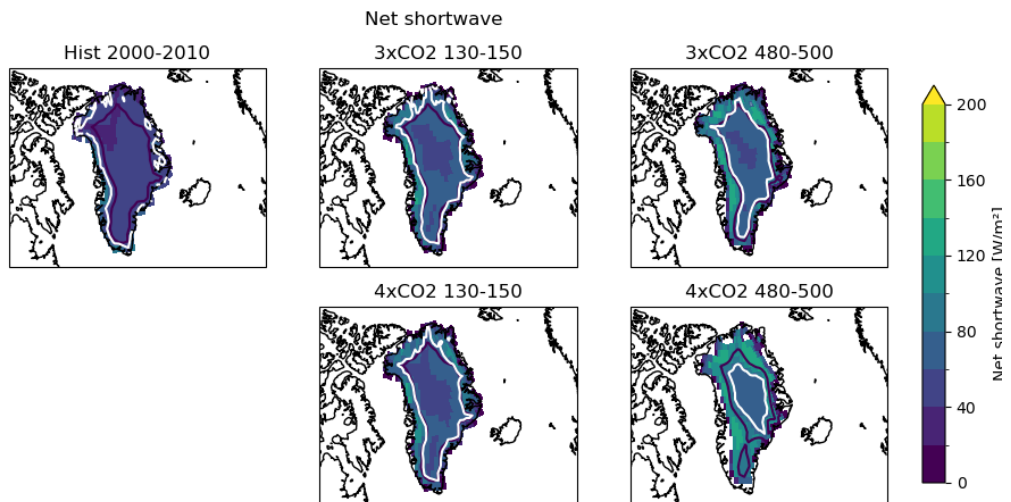 Net shortwave
Hist 2000-2010
3xCO2 130-150
3xCO2 480-500
4xCO2 130-150
4xCO2 480-500
200
160
120
80
40
0
Net shortwave [W/m²]